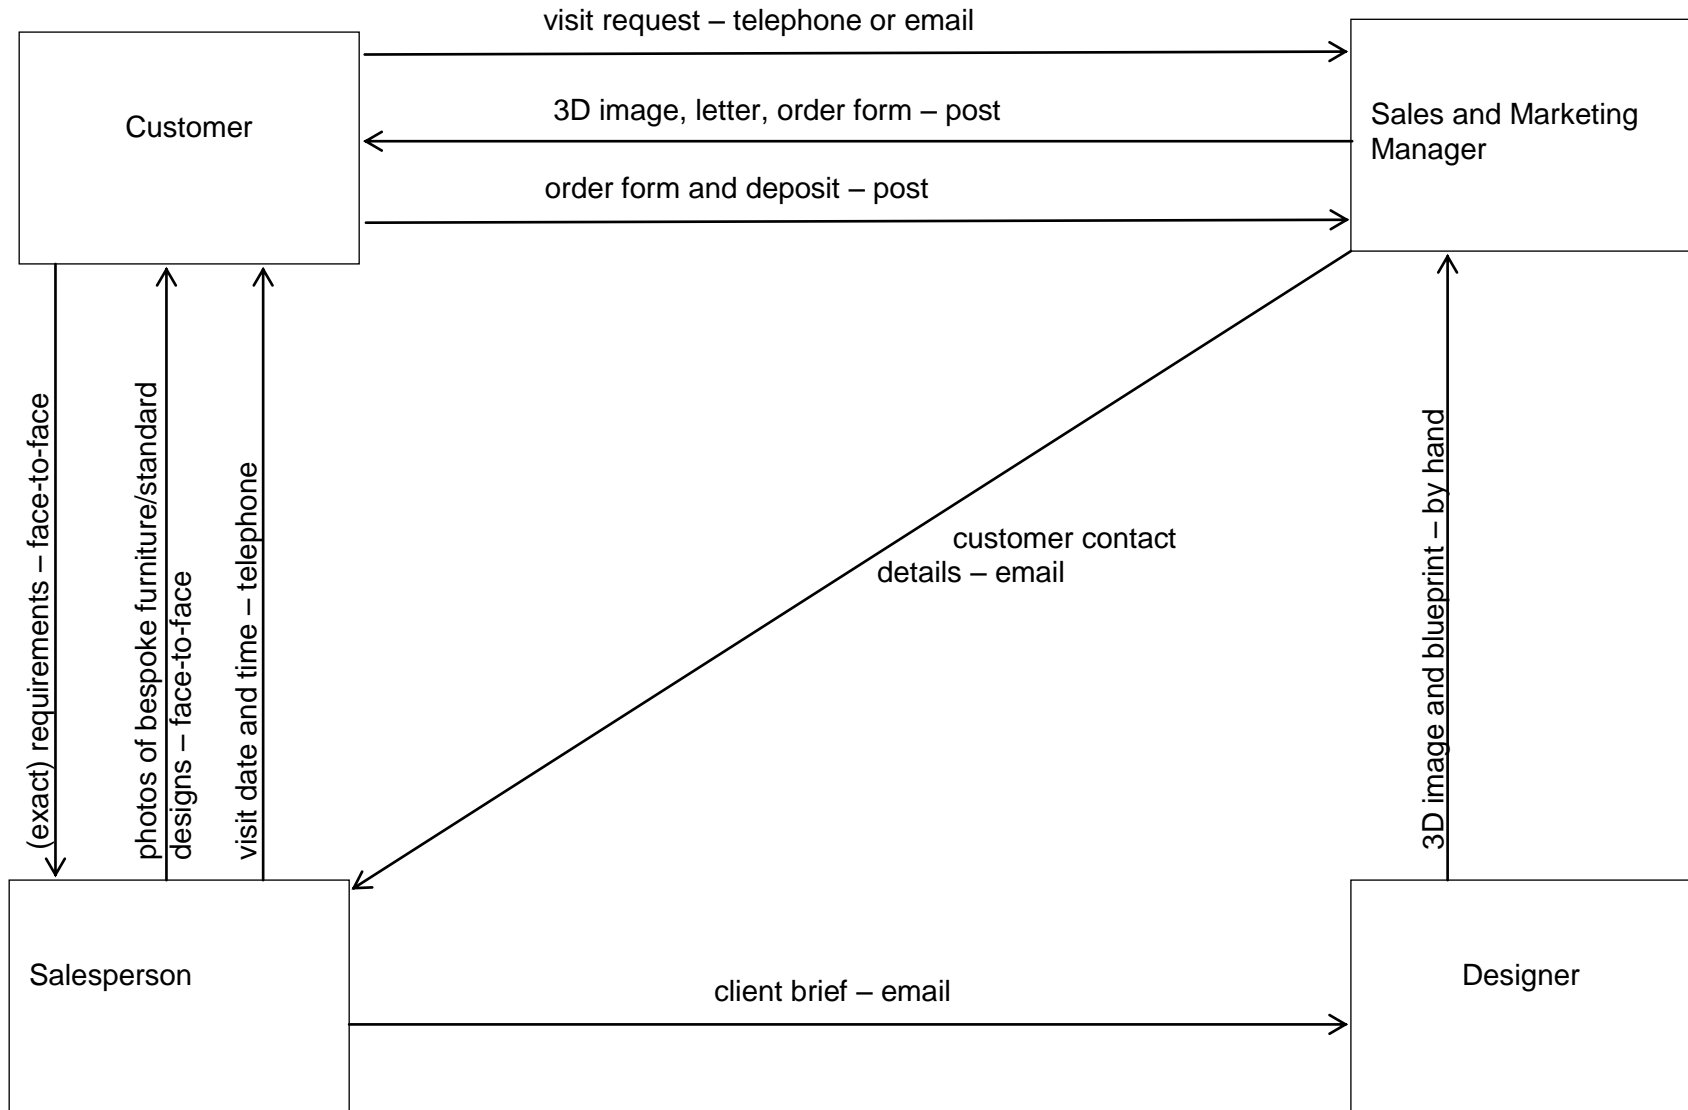 visit request – telephone or email
3D image, letter, order form – post
Customer
Sales and Marketing
Manager
order form and deposit – post
(exact) requirements – face-to-face
photos of bespoke furniture/standard
designs – face-to-face
visit date and time – telephone
customer contact
details – email
3D image and blueprint – by hand
Salesperson
client brief – email
Designer